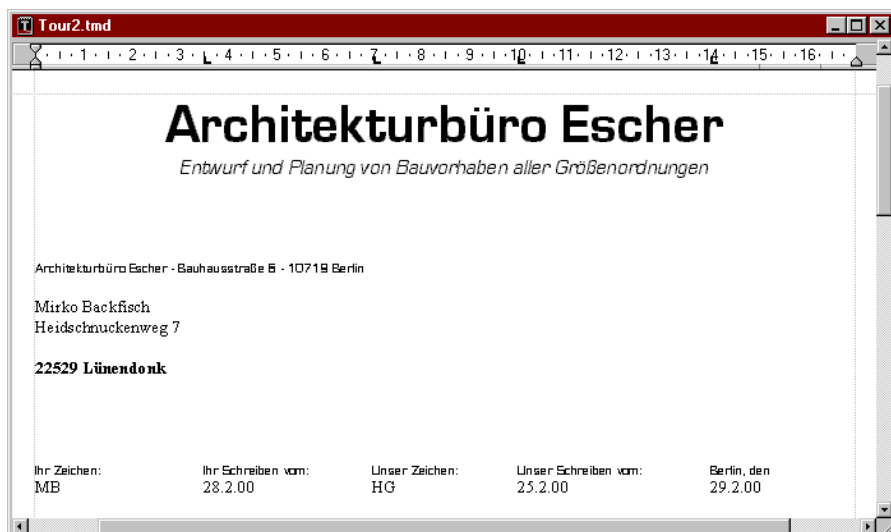 Tour2.tmd
1 2 3 4 5 6 7 8 9 10 11 12 13 14 15 16
Architekturbüro Escher
Entwurf und Planung von Bauvorhaben aller Größenordnungen
Architekturbüro Escher - Bauhausstraße 6 - 10719 Berlin
Mirko Backfisch
Heidschnuckenweg 7
22529 Lünendonk
Ihr Zeichen: Ihr Schreiben vom: Unser Zeichen: Unser Schreiben vom: Berlin, den
MB 28.2.00 HG 25.2.00 29.2.00